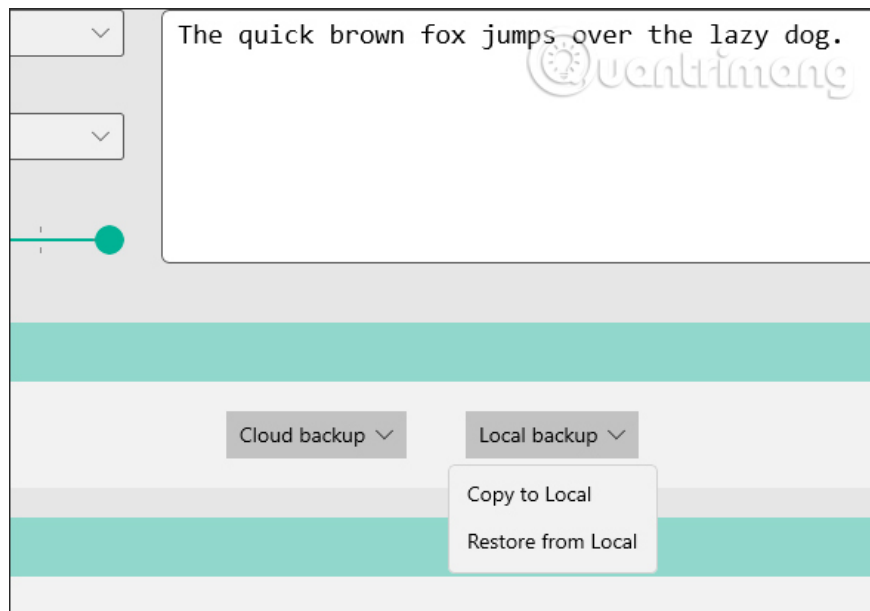 The quick brown fox jumps over the lazy dog.
Quantrimang
Cloud backup
Local backup
Copy to Local
Restore from Local